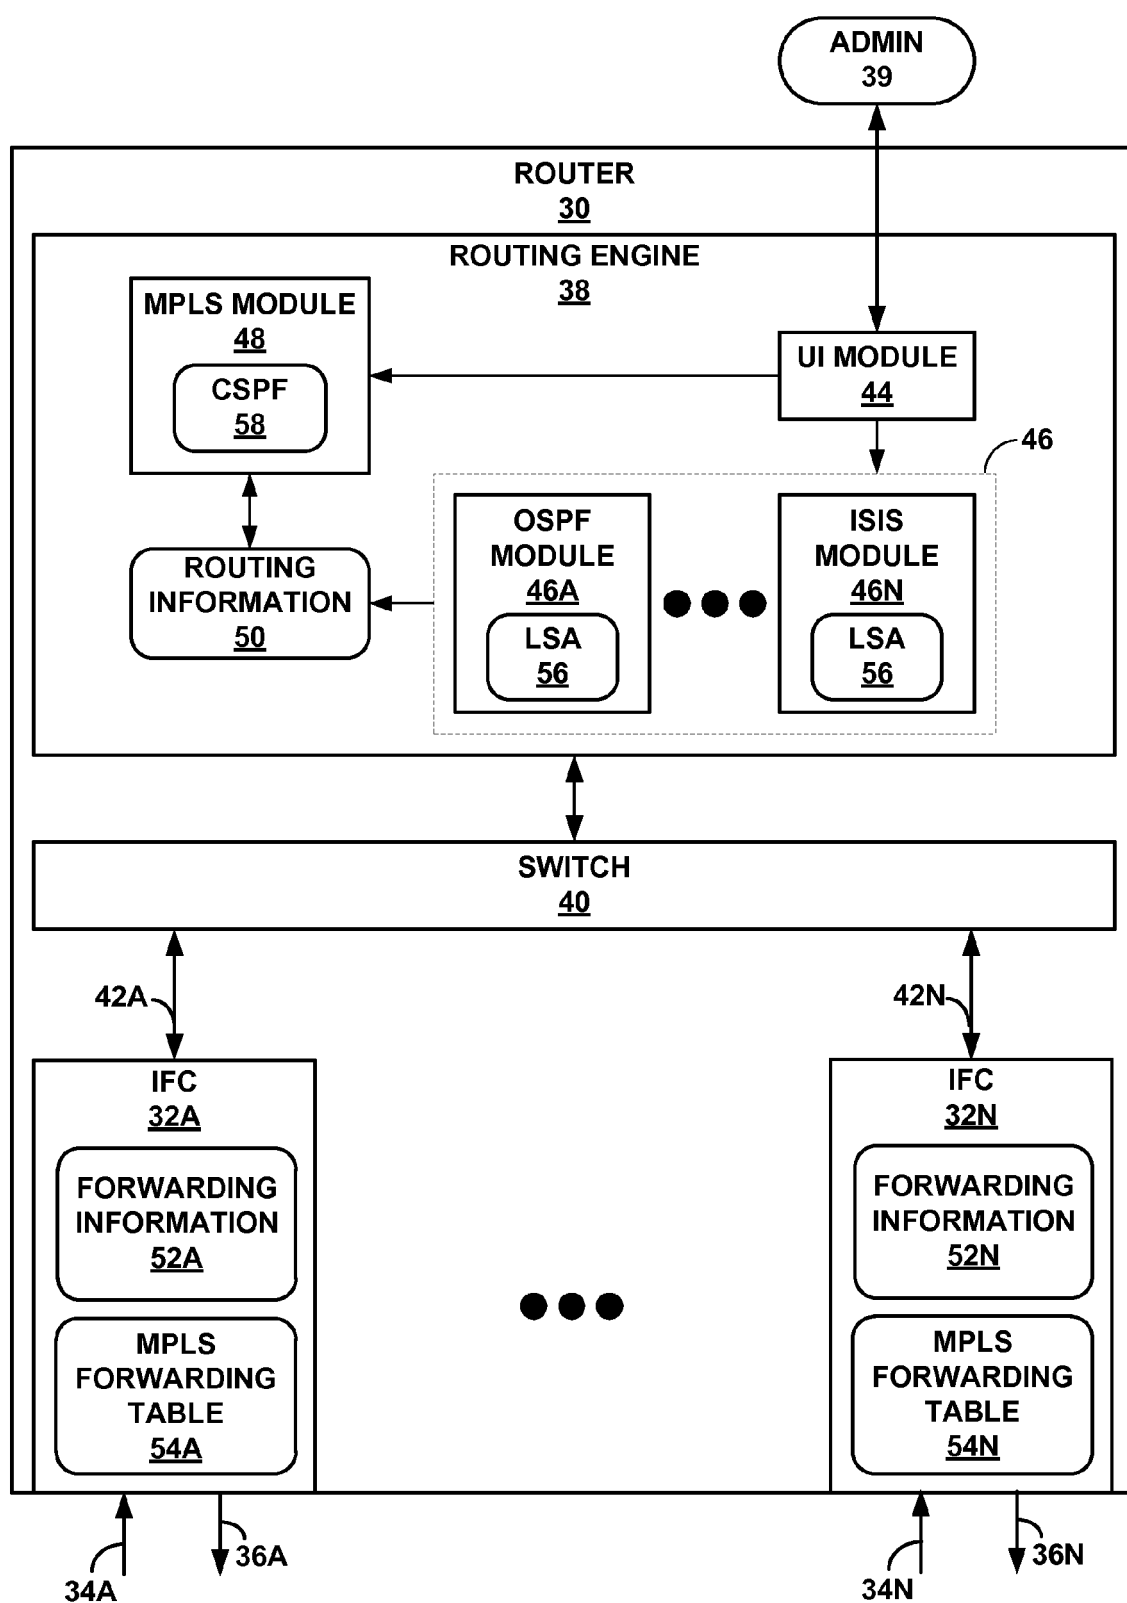 ADMIN
39
ROUTER
30
ROUTING ENGINE
38
MPLS MODULE
48
CSPF
58
UI MODULE
44
46
OSPF
MODULE
46A
LSA
56
ISIS
MODULE
46N
LSA
56
ROUTING
INFORMATION
50
SWITCH
40
42A
42N
IFC
32A
FORWARDING
INFORMATION
52A
MPLS
FORWARDING
TABLE
54A
IFC
32N
FORWARDING
INFORMATION
52N
MPLS
FORWARDING
TABLE
54N
34A
36A
34N
36N